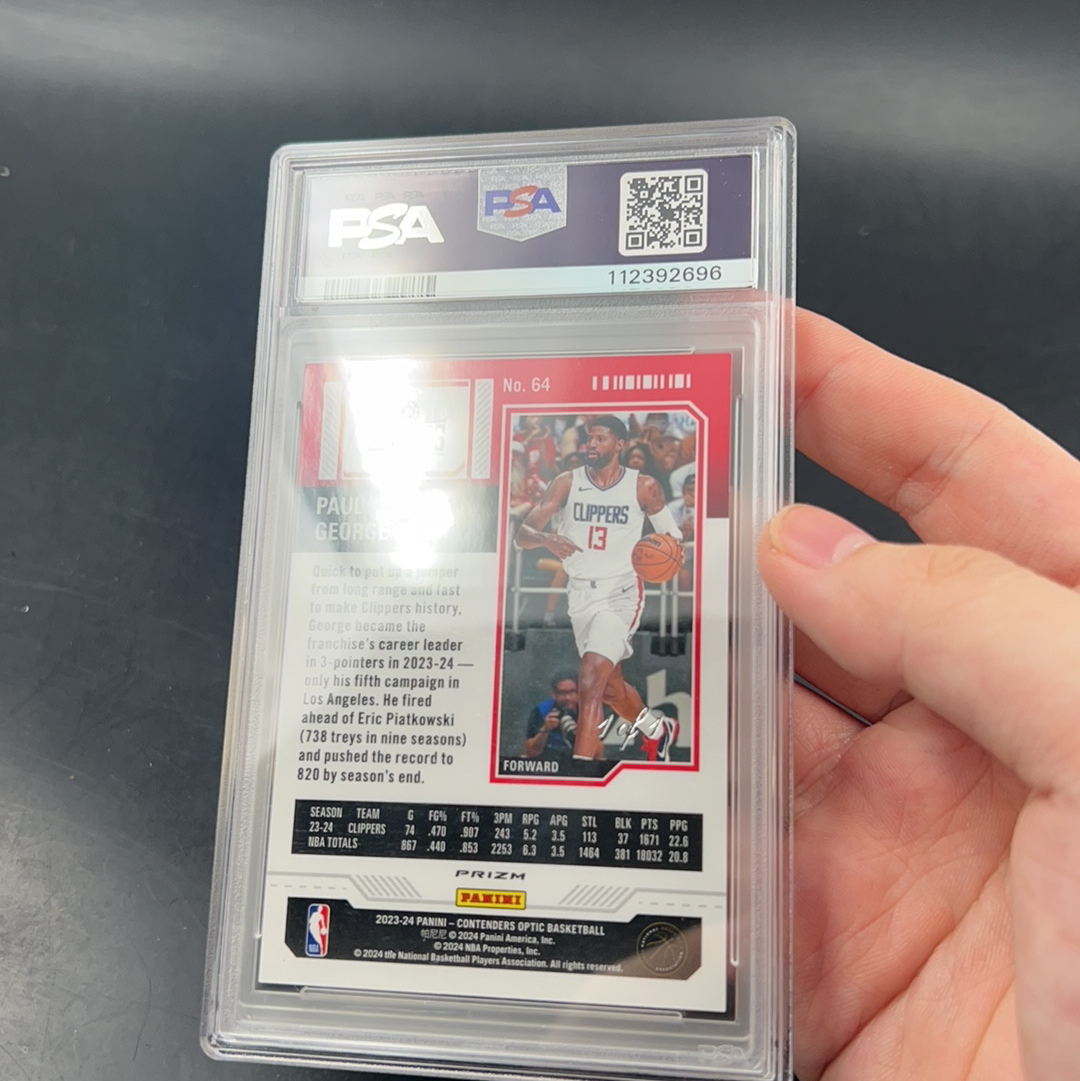 PSA
PSA
112392696
No. 64
PAUL
GEORGE
Quick to put up a jumper
from long range and fast
to make Clippers history,
George became the
franchise's career leader
in 3-pointers in 2023-24 —
only his fifth campaign in
Los Angeles. He fired
ahead of Eric Piatkowski
(738 treys in nine seasons)
and pushed the record to
820 by season's end.
CLIPPERS
13
1 of 1
FORWARD
SEASON TEAM G FG% FT% 3PM RPG APG STL BLK PTS PPG
23-24 CLIPPERS 74 .470 .907 243 5.2 3.5 113 37 1671 22.6
NBA TOTALS 867 .440 .853 2253 6.3 3.5 1464 381 18032 20.8
PRIZM
PANINI
2023-24 PANINI – CONTENDERS OPTIC BASKETBALL
帕尼尼 © 2024 Panini America, Inc.
© 2024 NBA Properties, Inc.
© 2024 the National Basketball Players Association. All rights reserved.
PSA